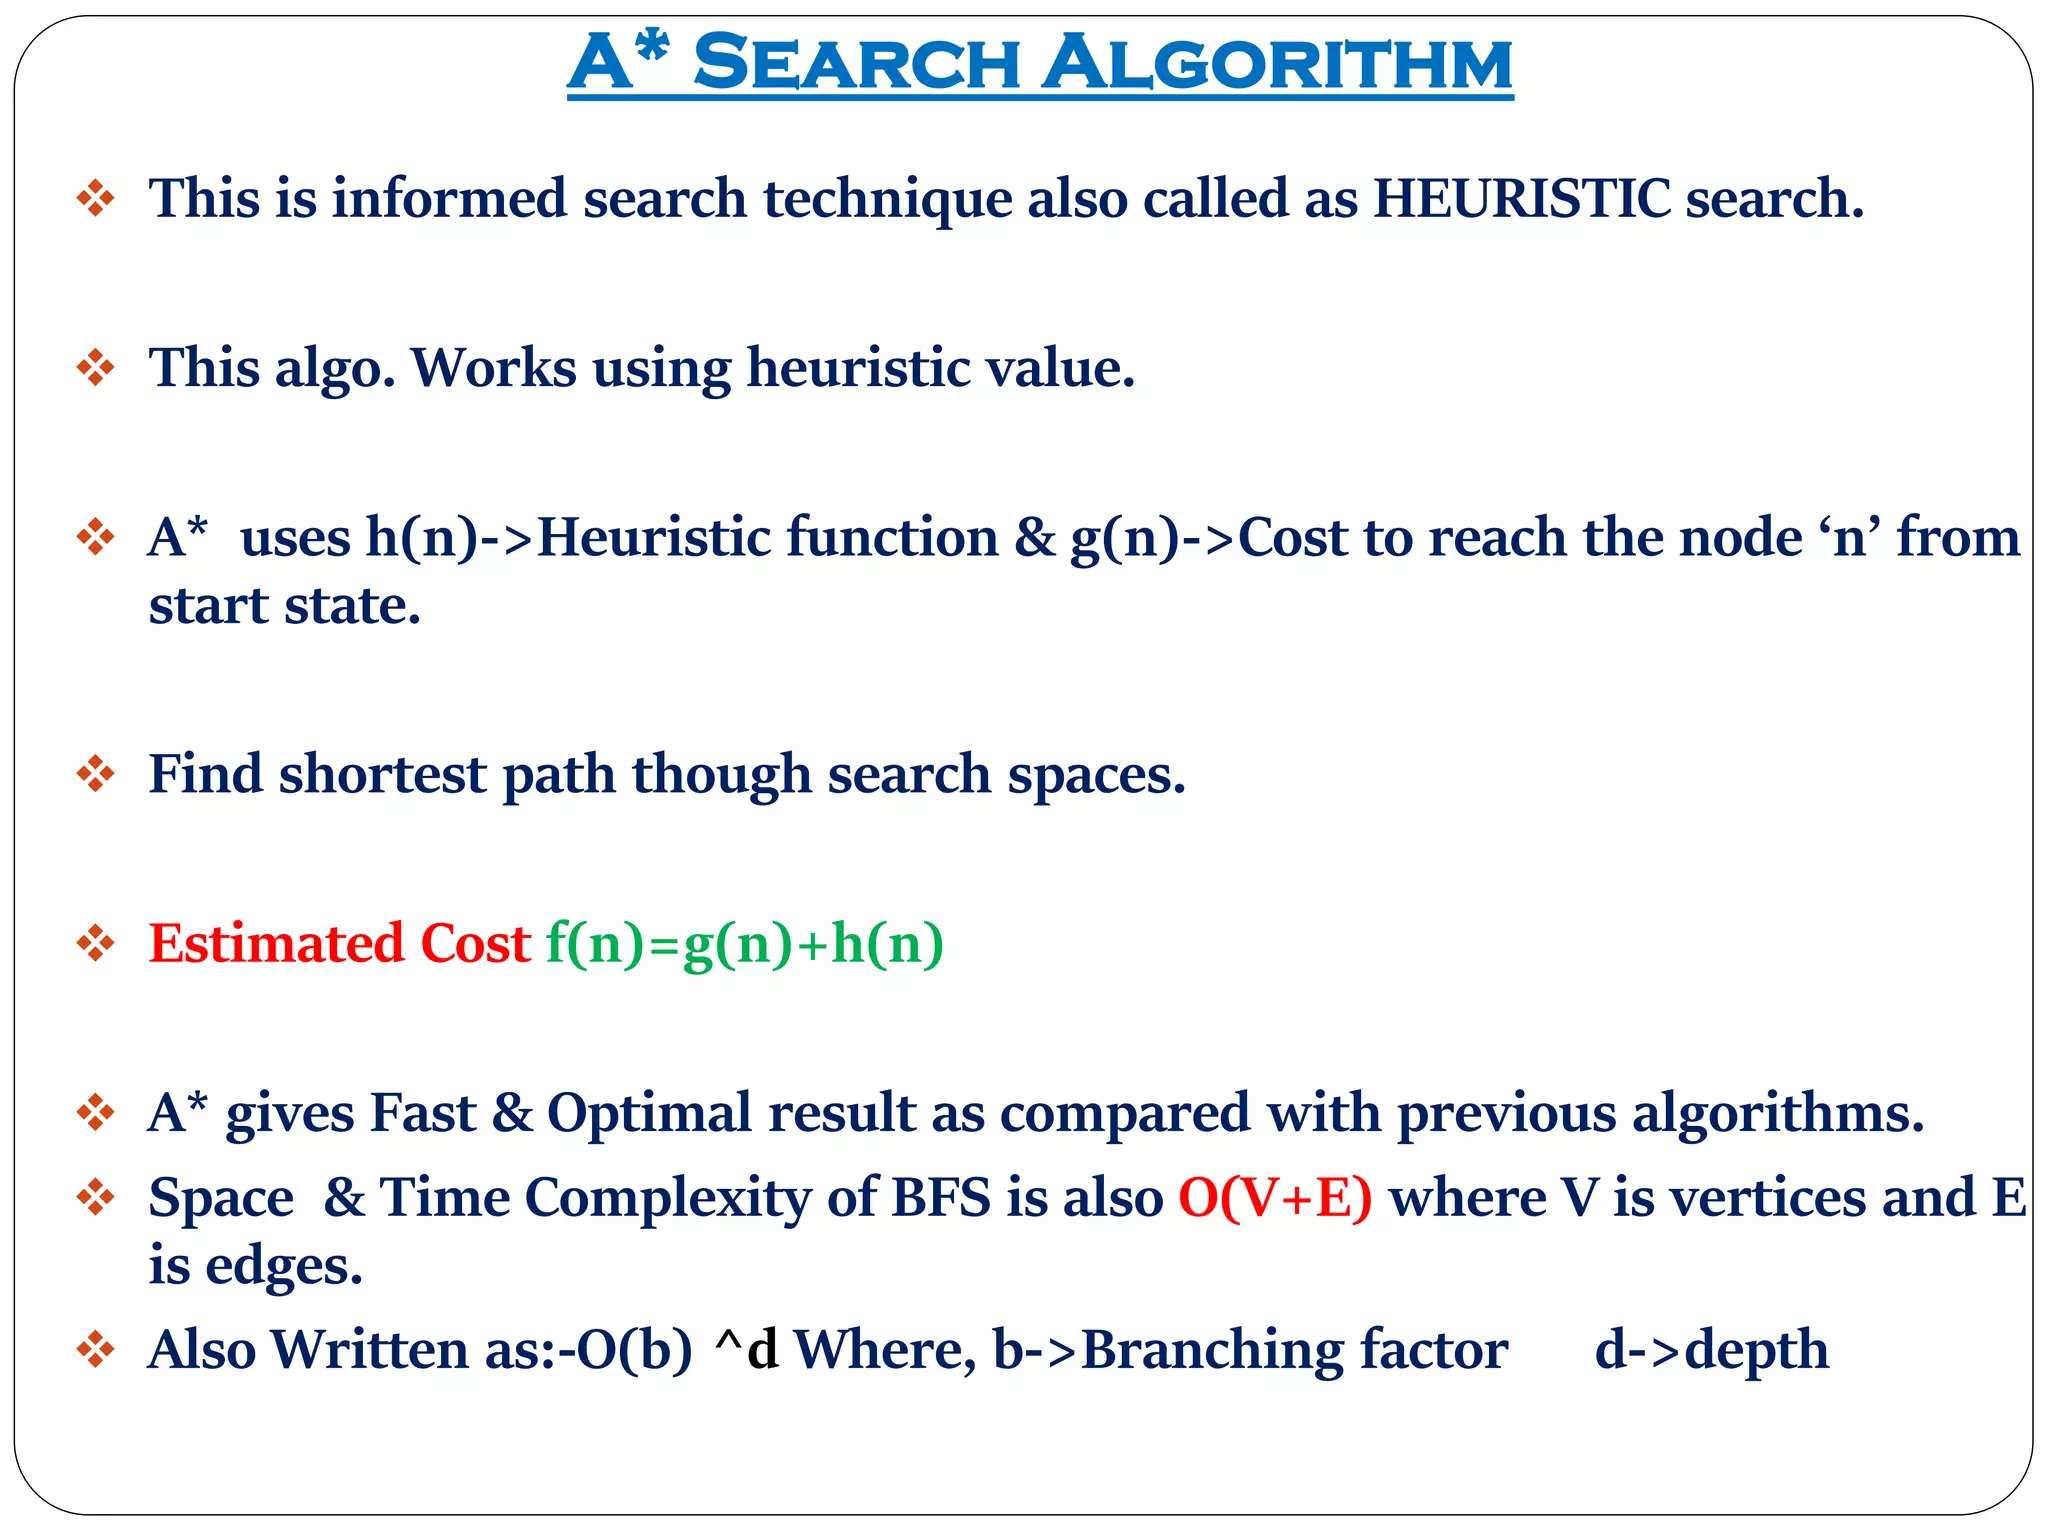 A* Search Algorithm
This is informed search technique also called as HEURISTIC search.
This algo. Works using heuristic value.
A* uses h(n)->Heuristic function & g(n)->Cost to reach the node ‘n’ from
start state.
Find shortest path though search spaces.
Estimated Cost f(n)=g(n)+h(n)
A* gives Fast & Optimal result as compared with previous algorithms.
Space & Time Complexity of BFS is also O(V+E) where V is vertices and E
is edges.
Also Written as:-O(b) ^d Where, b->Branching factor d->depth